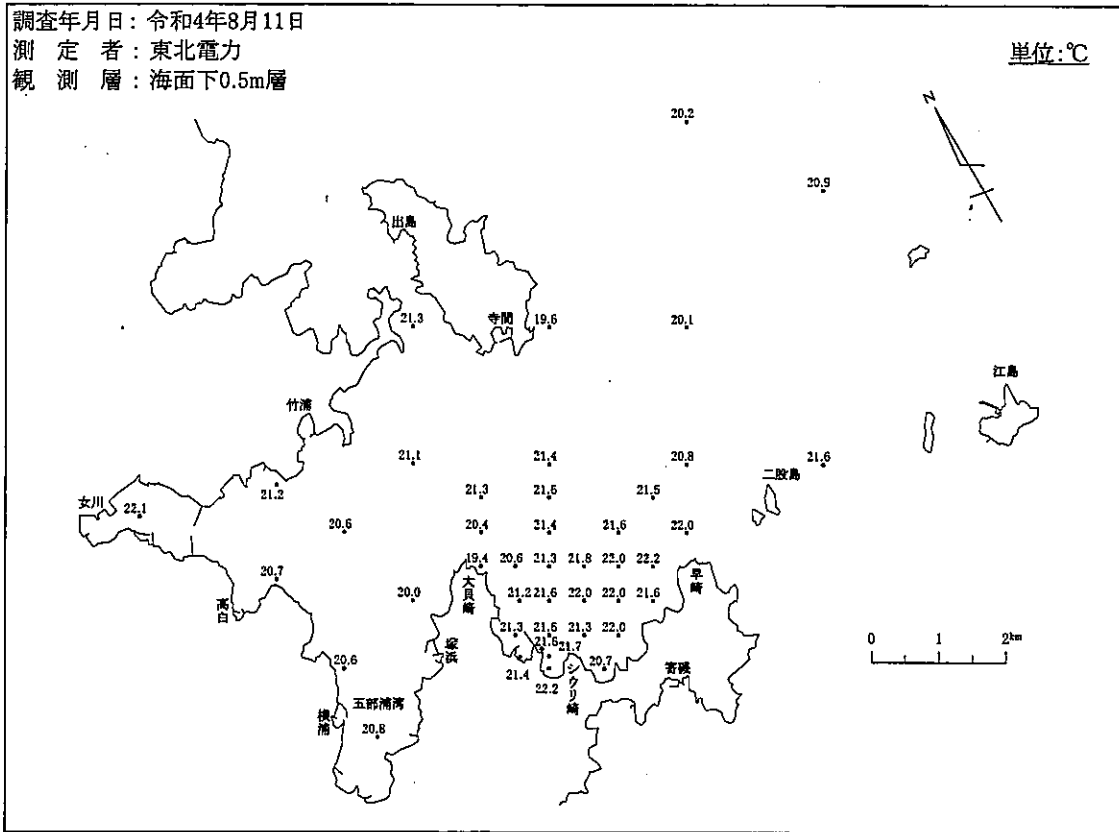 調査年月日：令和4年8月11日
測 定 者：東北電力
観 測 層：海面下0.5m層
単位:℃
N
20.2
20.9
出島
21.3
寺間
19.6
20.1
江島
竹浦
21.1
21.4
20.8
21.6
二股島
21.2
21.3
21.5
女川
22.1
20.6
20.4
21.4
21.6
22.0
19.4
20.6
21.3
21.8
22.0
22.2
20.7
大貝崎
早崎
高白
20.0
21.2
21.6
22.0
22.0
21.6
21.3
21.3
22.0
塚浜
21.7
20.6
21.4
シウリ崎
20.7
寄磯
22.2
0 1 2km
五部浦湾
横浦
20.8